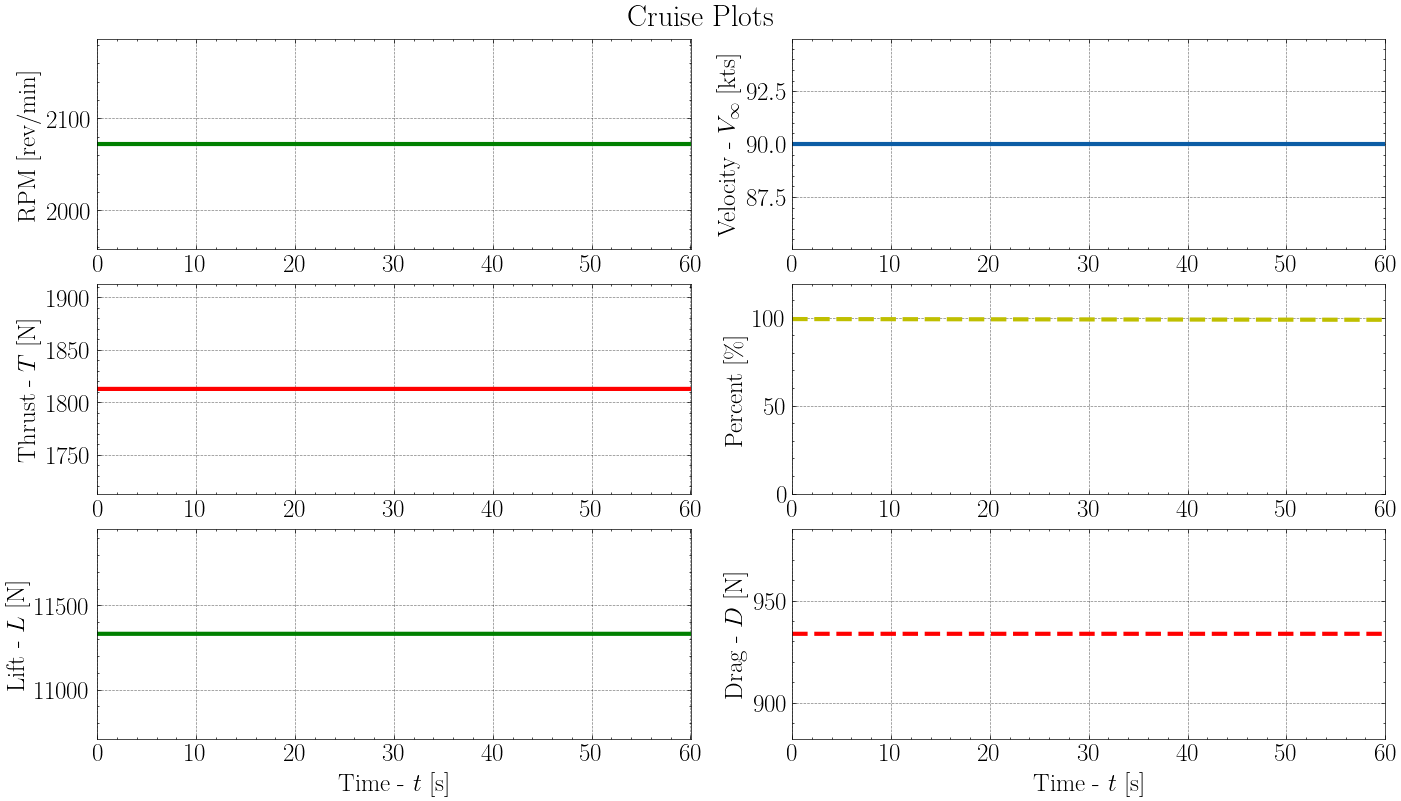 Cruise Plots
RPM [rev/min]
2100
2000
0 10 20 30 40 50 60
Velocity - V∞ [kts]
92.5
90.0
87.5
0 10 20 30 40 50 60
Thrust - T [N]
1900
1850
1800
1750
0 10 20 30 40 50 60
Percent [%]
100
50
0
0 10 20 30 40 50 60
Lift - L [N]
11500
11000
0 10 20 30 40 50 60
Time - t [s]
Drag - D [N]
950
900
0 10 20 30 40 50 60
Time - t [s]